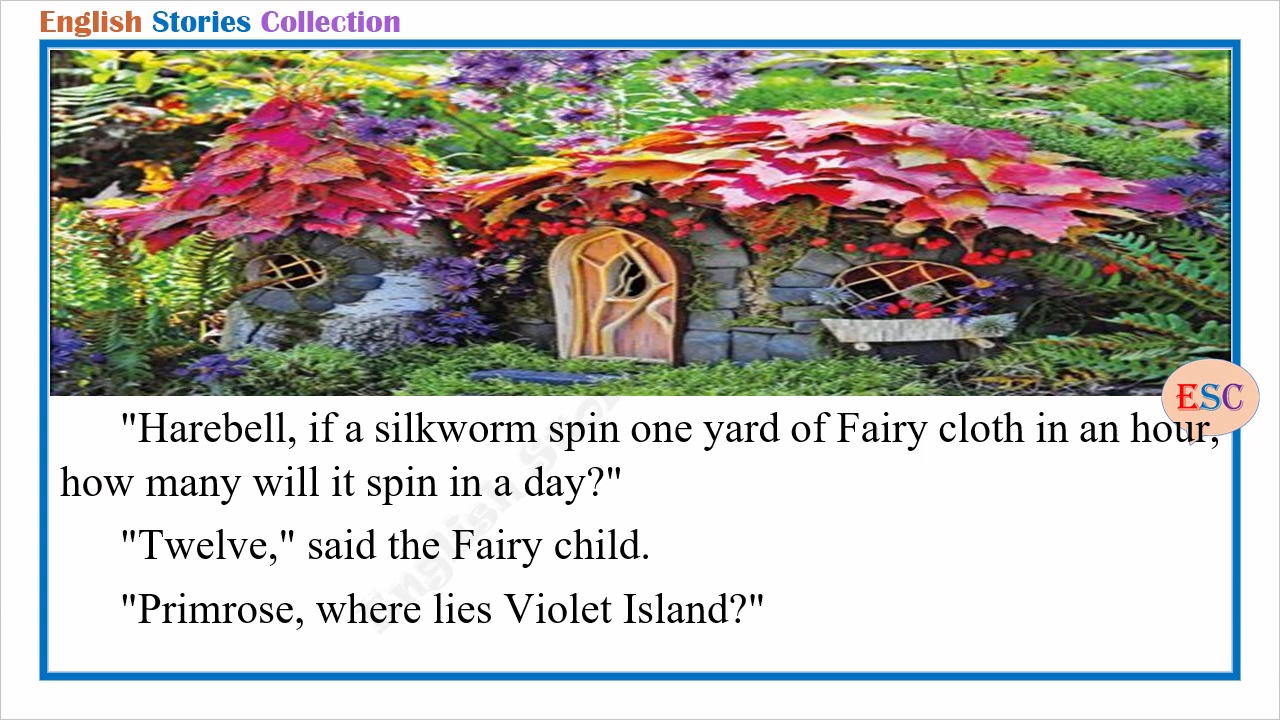 English Stories Collection
ESC
"Harebell, if a silkworm spin one yard of Fairy cloth in an hour,
how many will it spin in a day?"
"Twelve," said the Fairy child.
"Primrose, where lies Violet Island?"